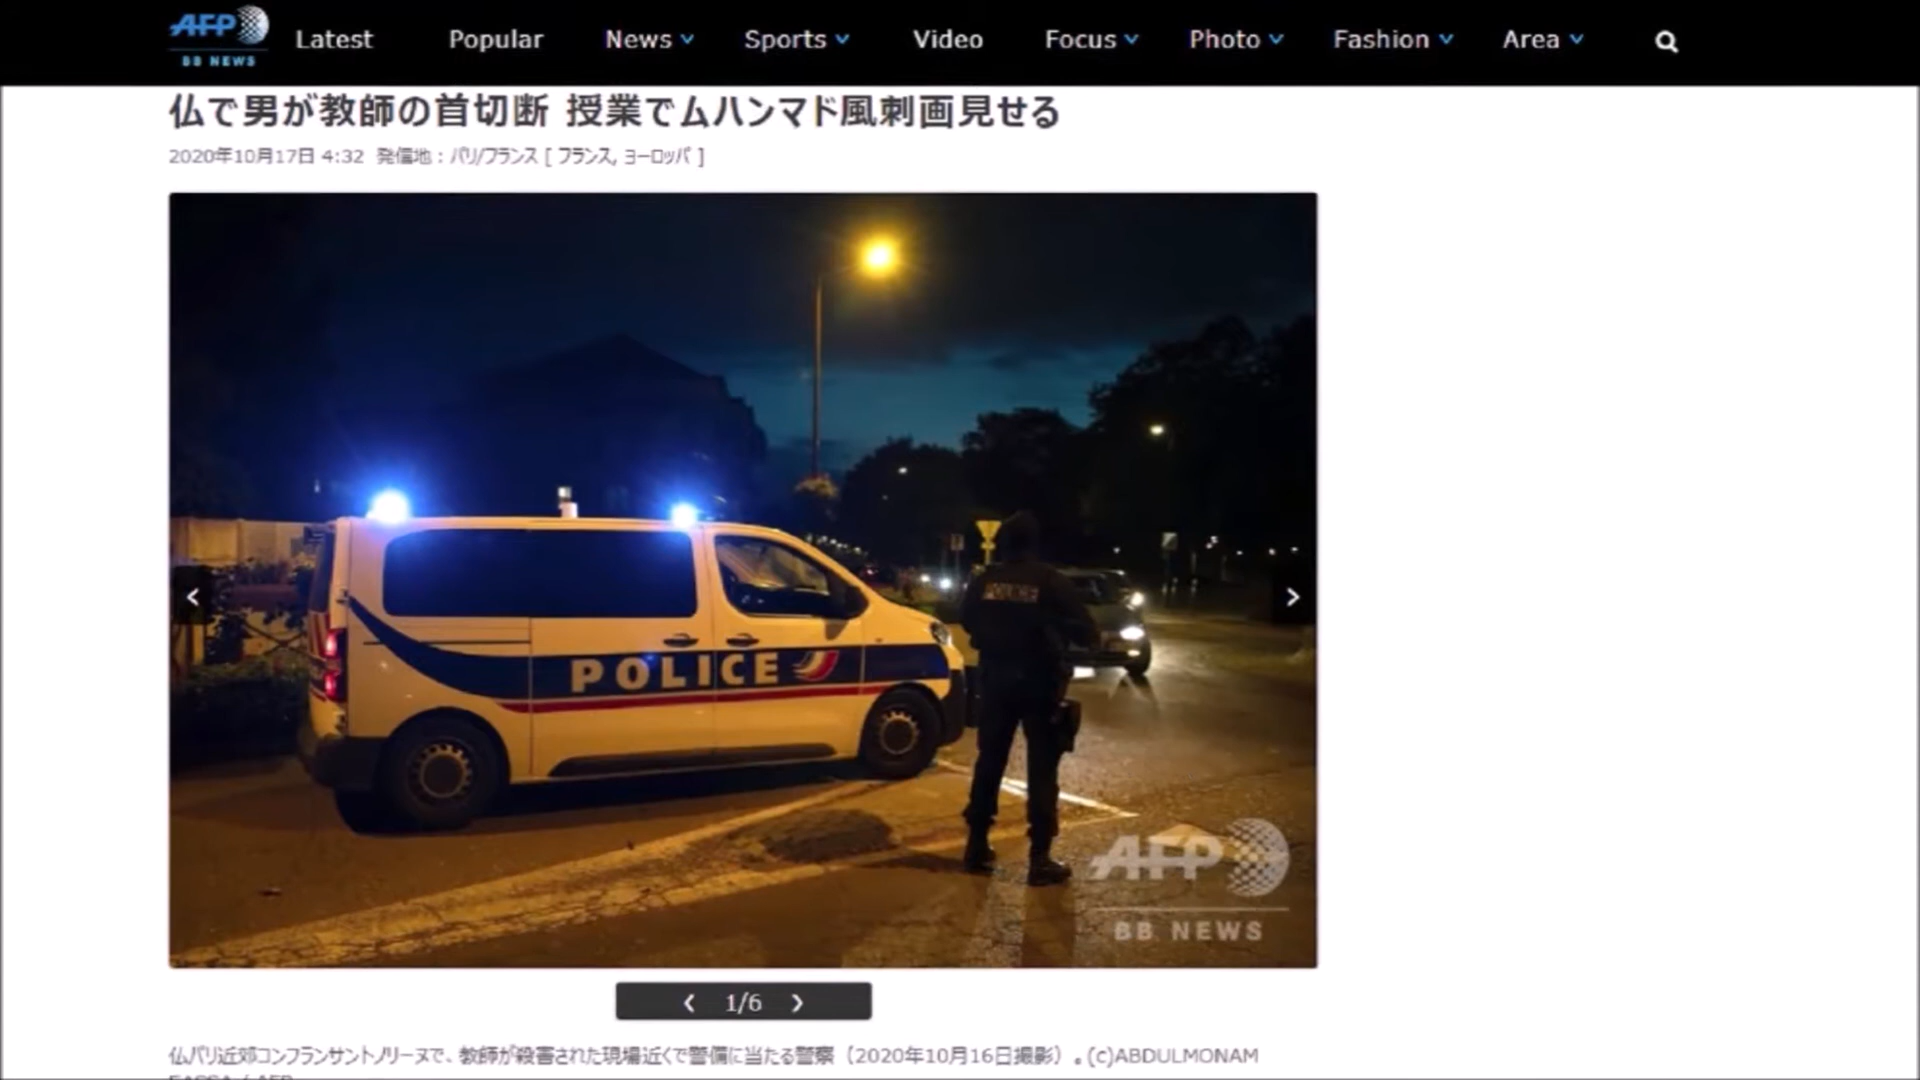 AFP
BB NEWS
Latest Popular News Sports Video Focus Photo Fashion Area
仏で男が教師の首切断 授業でムハンマド風刺画見せる
2020年10月17日 4:32 発信地：パリ/フランス [ フランス, ヨーロッパ ]
POLICE
POLICE
AFP
BB NEWS
1/6
仏パリ近郊コンフランサントノリーヌで、教師が殺害された現場近くで警備に当たる警察（2020年10月16日撮影）。(c)ABDULMONAM